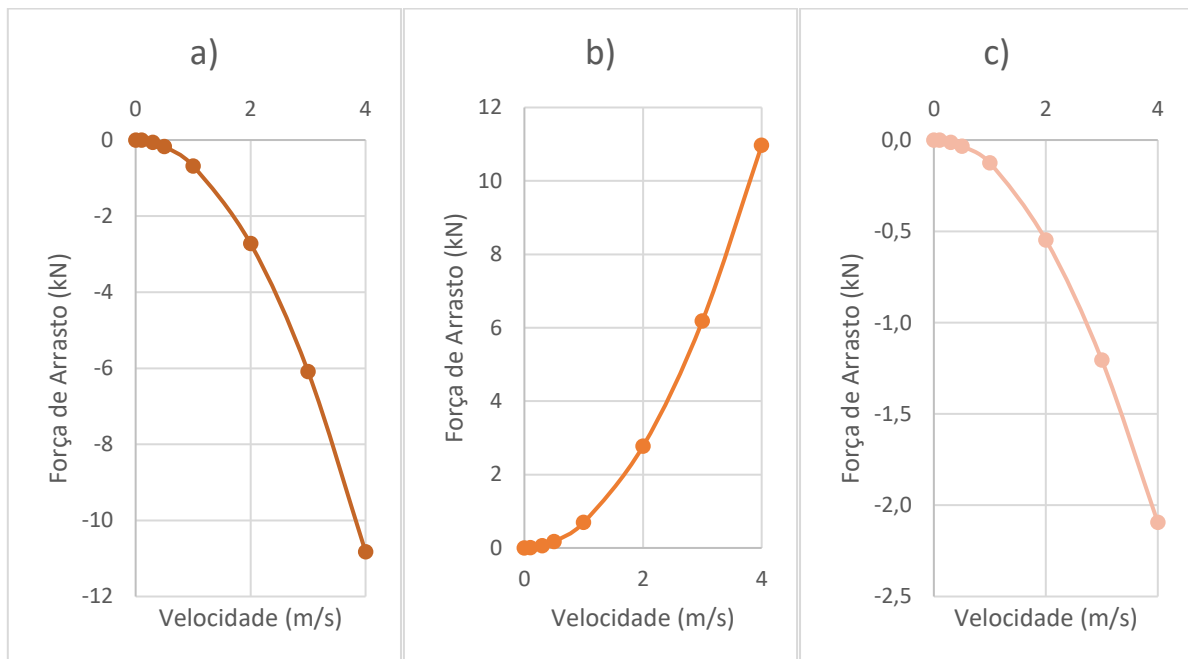 a)
0 2 4
0
-2
-4
-6
-8
-10
-12
Força de Arrasto (kN)
Velocidade (m/s)
b)
12
10
8
6
4
2
0
0 2 4
Força de Arrasto (kN)
Velocidade (m/s)
c)
0 2 4
0,0
-0,5
-1,0
-1,5
-2,0
-2,5
Força de Arrasto (kN)
Velocidade (m/s)